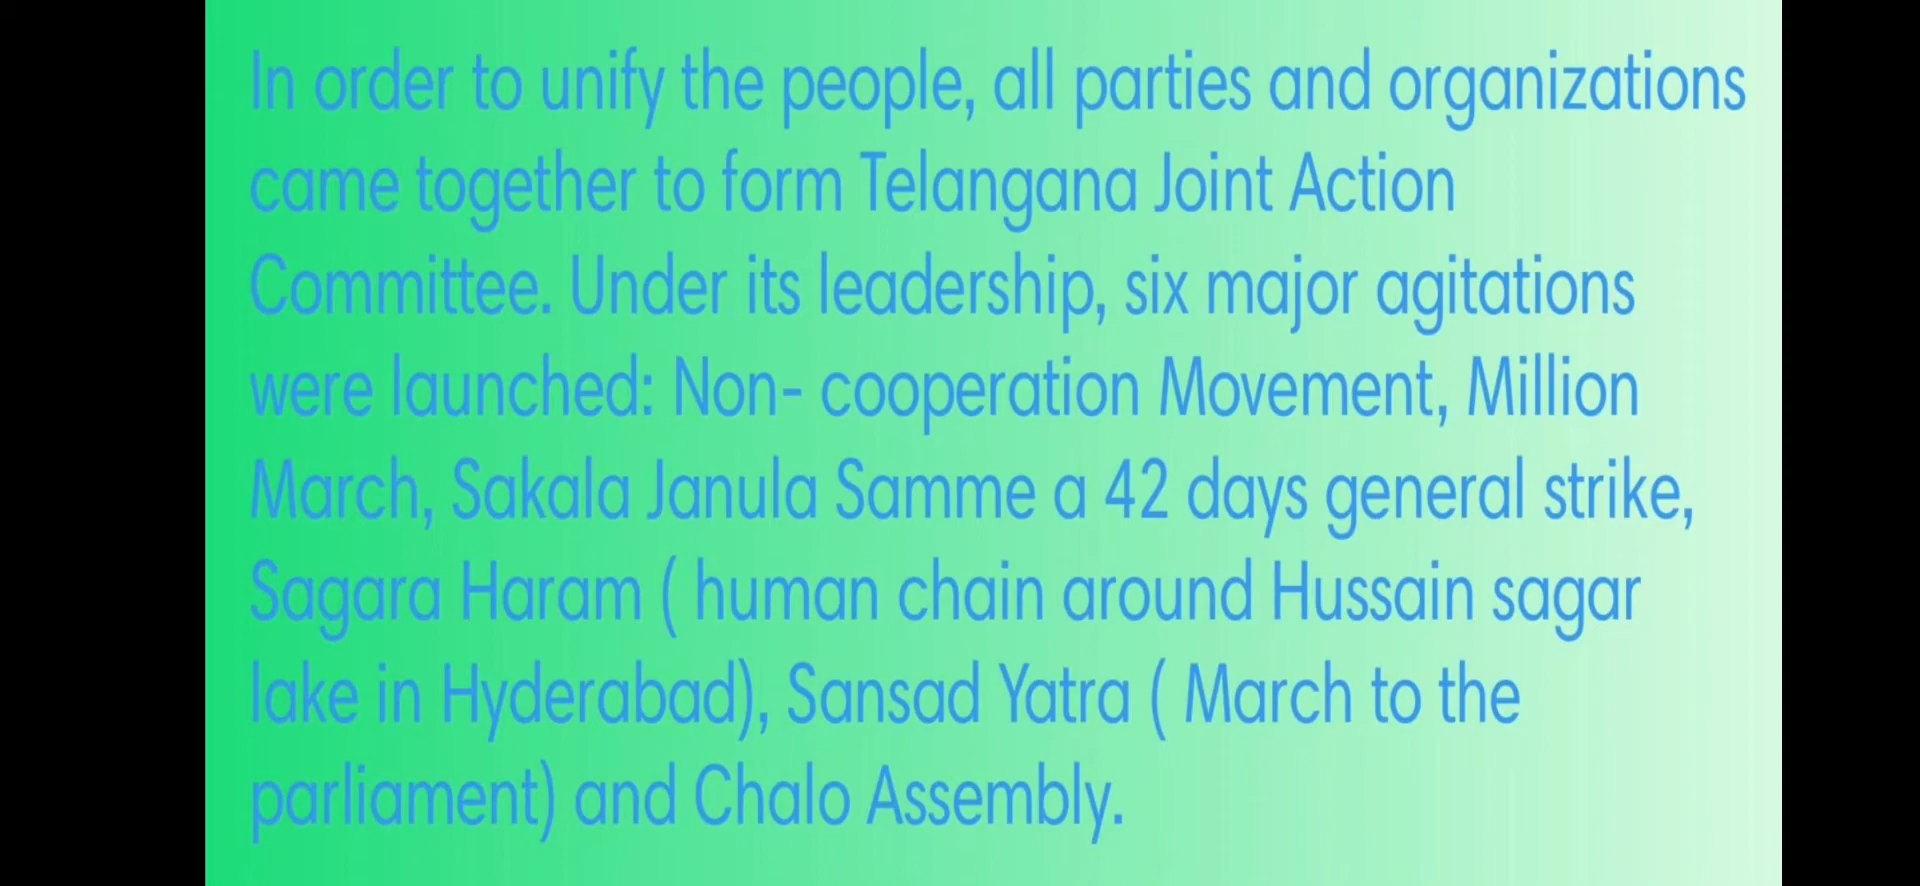 In order to unify the people, all parties and organizations
came together to form Telangana Joint Action
Committee. Under its leadership, six major agitations
were launched: Non- cooperation Movement, Million
March, Sakala Janula Samme a 42 days general strike,
Sagara Haram ( human chain around Hussain sagar
lake in Hyderabad), Sansad Yatra ( March to the
parliament) and Chalo Assembly.